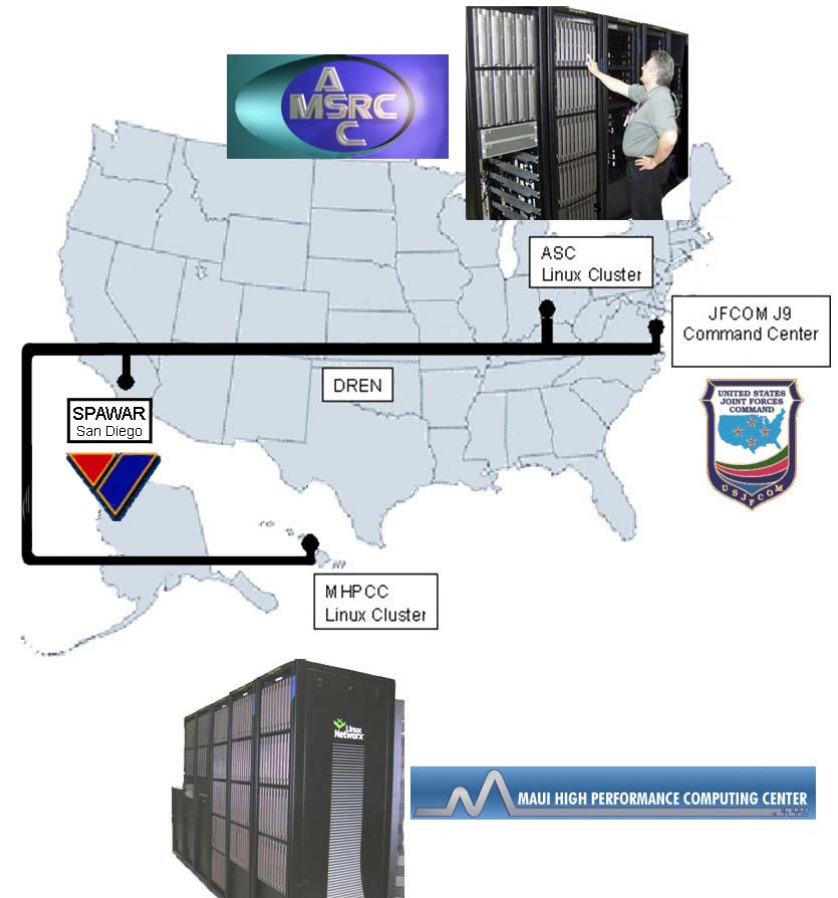 A
MSRC
C
ASC
Linux Cluster
JFCOM J9
Command Center
DREN
SPAWAR
San Diego
UNITED STATES
JOINT FORCES
COMMAND
USJFCOM
MHPCC
Linux Cluster
Linux
Networx
MAUI HIGH PERFORMANCE COMPUTING CENTER